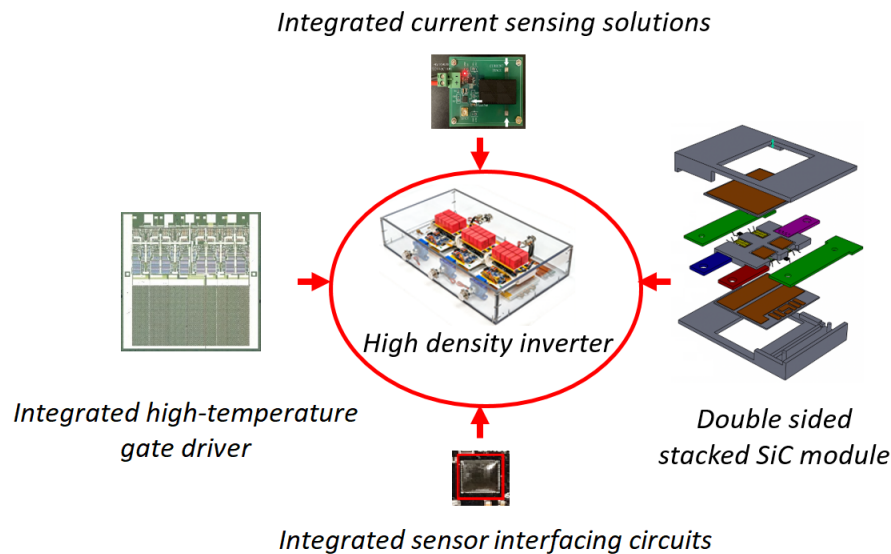 Integrated current sensing solutions
High density inverter
Integrated high-temperature
gate driver
Double sided
stacked SiC module
Integrated sensor interfacing circuits